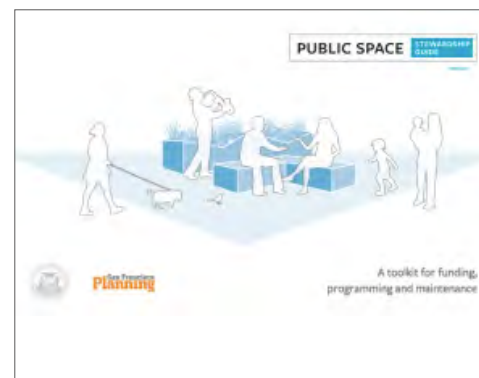 PUBLIC SPACE STEWARDSHIP GUIDE
San Francisco
Planning
A toolkit for funding,
programming and maintenance